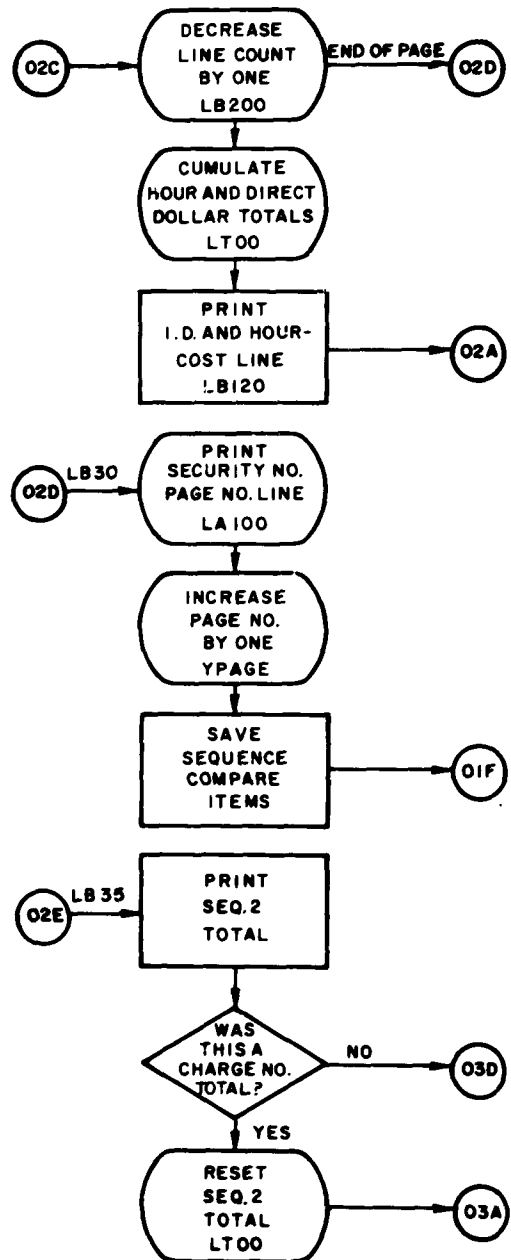 DECREASE
LINE COUNT
BY ONE
LB200
02C
END OF PAGE
02D
CUMULATE
HOUR AND DIRECT
DOLLAR TOTALS
LT00
PRINT
I.D. AND HOUR-
COST LINE
LB120
02A
02D
LB30
PRINT
SECURITY NO.
PAGE NO. LINE
LA100
INCREASE
PAGE NO.
BY ONE
YPAGE
SAVE
SEQUENCE
COMPARE
ITEMS
01F
02E
LB35
PRINT
SEQ.2
TOTAL
WAS
THIS A
CHARGE NO.
TOTAL?
NO
03D
YES
RESET
SEQ.2
TOTAL
LT00
03A